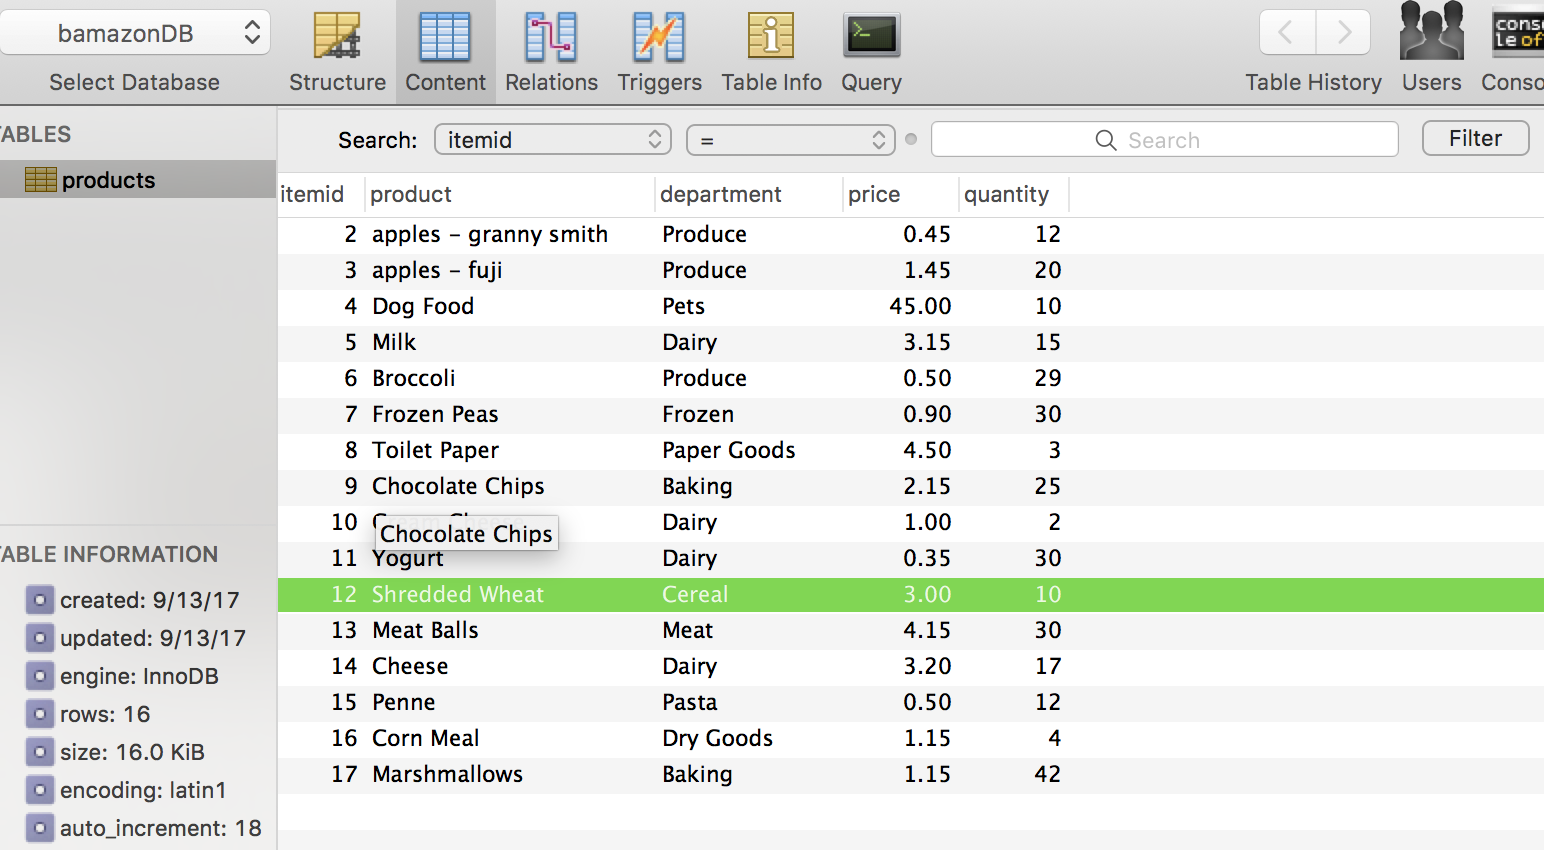 bamazonDB
Select Database
Structure
Content
Relations
Triggers
Table Info
Query
Table History
Users
ABLES
products
Search: itemid = Search Filter
itemid product department price quantity
2 apples – granny smith Produce 0.45 12
3 apples – fuji Produce 1.45 20
4 Dog Food Pets 45.00 10
5 Milk Dairy 3.15 15
6 Broccoli Produce 0.50 29
7 Frozen Peas Frozen 0.90 30
8 Toilet Paper Paper Goods 4.50 3
9 Chocolate Chips Baking 2.15 25
10 Dairy 1.00 2
Chocolate Chips
11 Yogurt Dairy 0.35 30
12 Shredded Wheat Cereal 3.00 10
13 Meat Balls Meat 4.15 30
14 Cheese Dairy 3.20 17
15 Penne Pasta 0.50 12
16 Corn Meal Dry Goods 1.15 4
17 Marshmallows Baking 1.15 42
ABLE INFORMATION
created: 9/13/17
updated: 9/13/17
engine: InnoDB
rows: 16
size: 16.0 KiB
encoding: latin1
auto_increment: 18